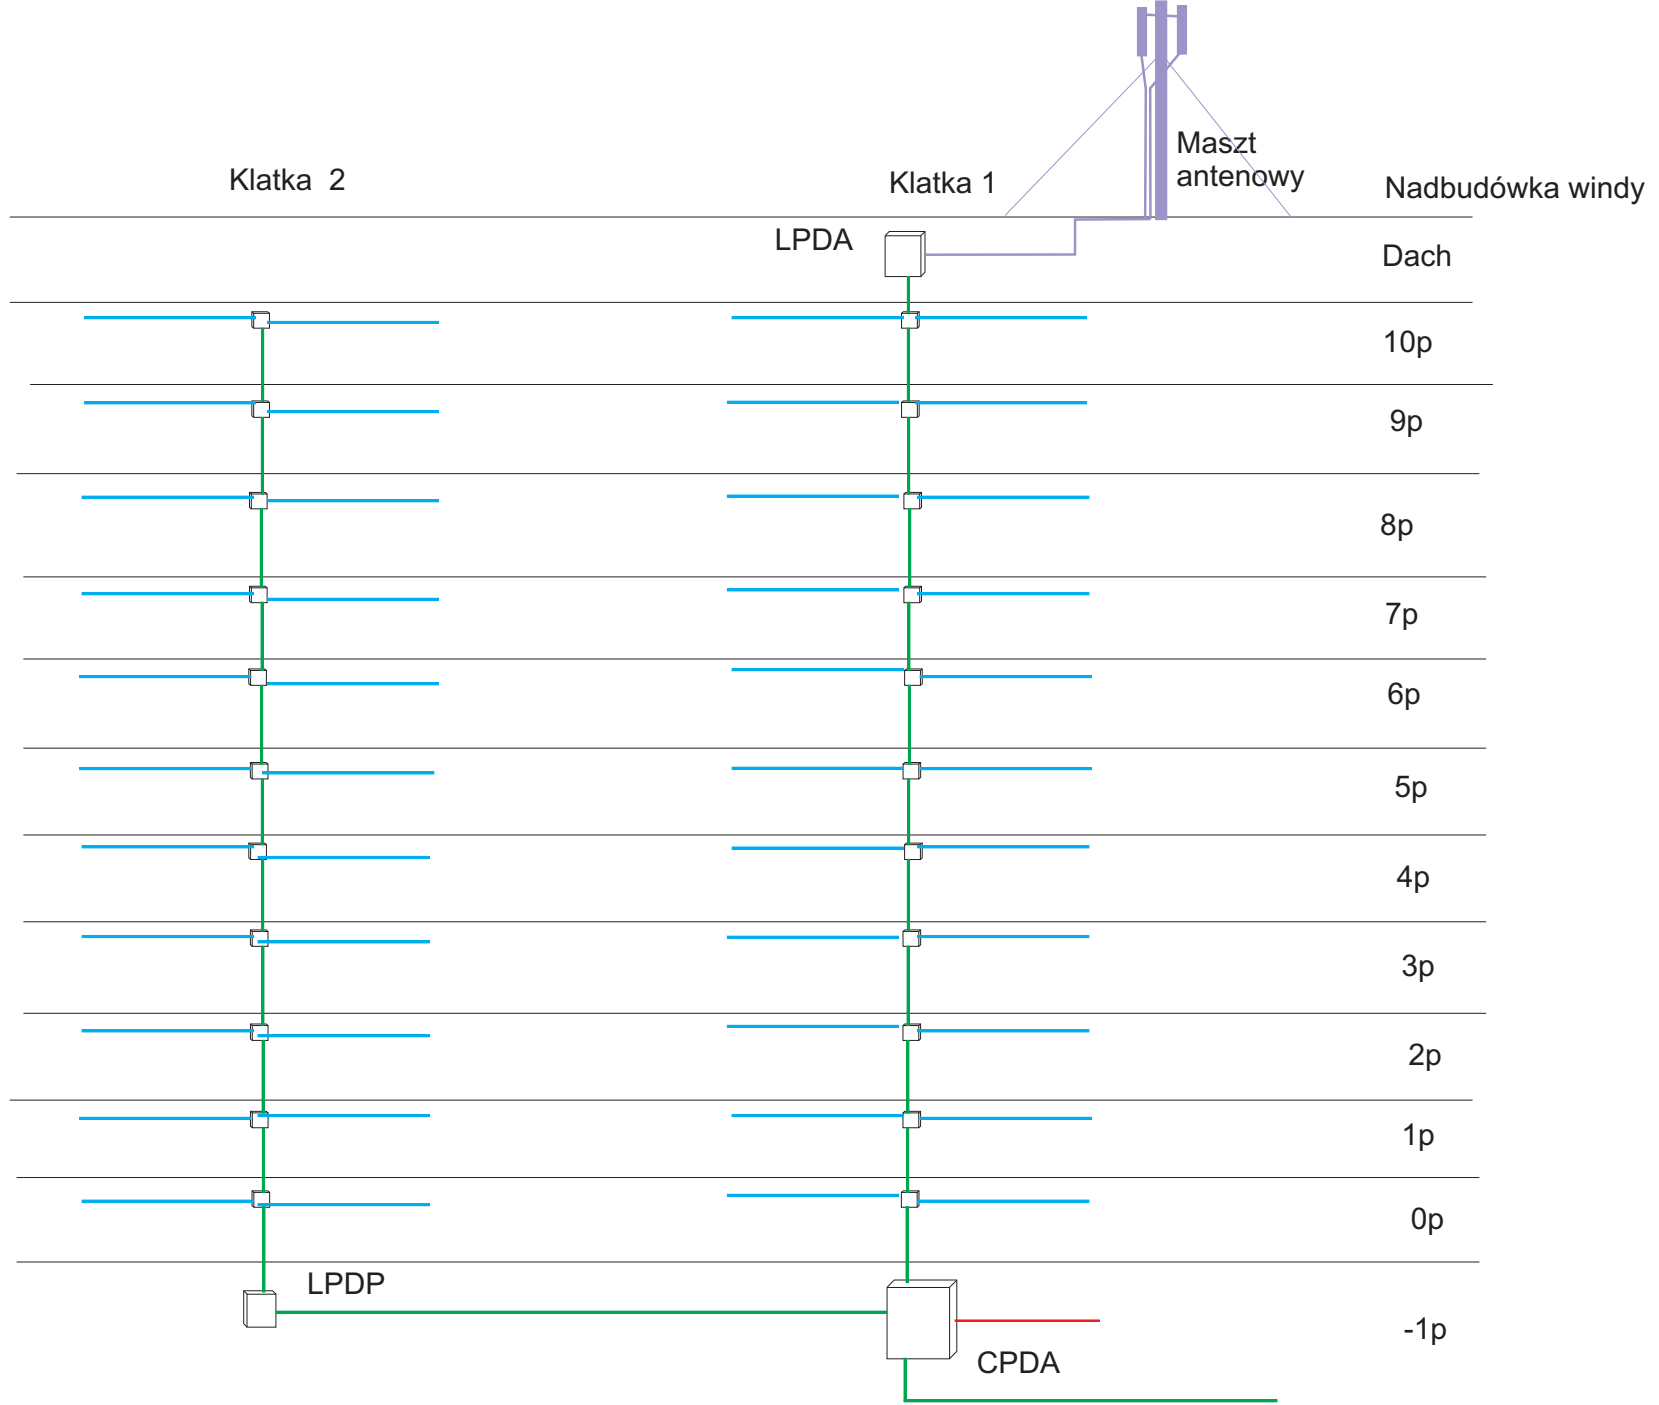 Maszt
antenowy
Klatka 2
Klatka 1
Nadbudówka windy
LPDA
Dach
10p
9p
8p
7p
6p
5p
4p
3p
2p
1p
0p
LPDP
-1p
CPDA